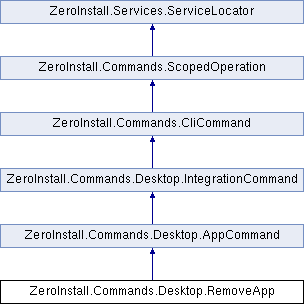 ZeroInstall.Services.ServiceLocator
ZeroInstall.Commands.ScopedOperation
ZeroInstall.Commands.CliCommand
ZeroInstall.Commands.Desktop.IntegrationCommand
ZeroInstall.Commands.Desktop.AppCommand
ZeroInstall.Commands.Desktop.RemoveApp